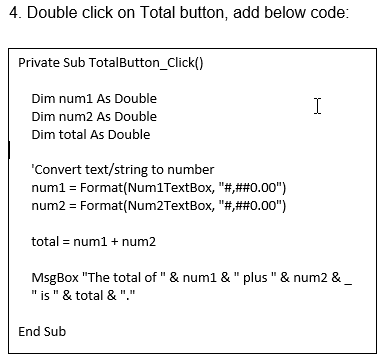 4. Double click on Total button, add below code:
Private Sub TotalButton_Click()
Dim num1 As Double
Dim num2 As Double
Dim total As Double
'Convert text/string to number
num1 = Format(Num1TextBox, "#,##0.00")
num2 = Format(Num2TextBox, "#,##0.00")
total = num1 + num2
MsgBox "The total of " & num1 & " plus " & num2 & _
" is " & total & "."
End Sub